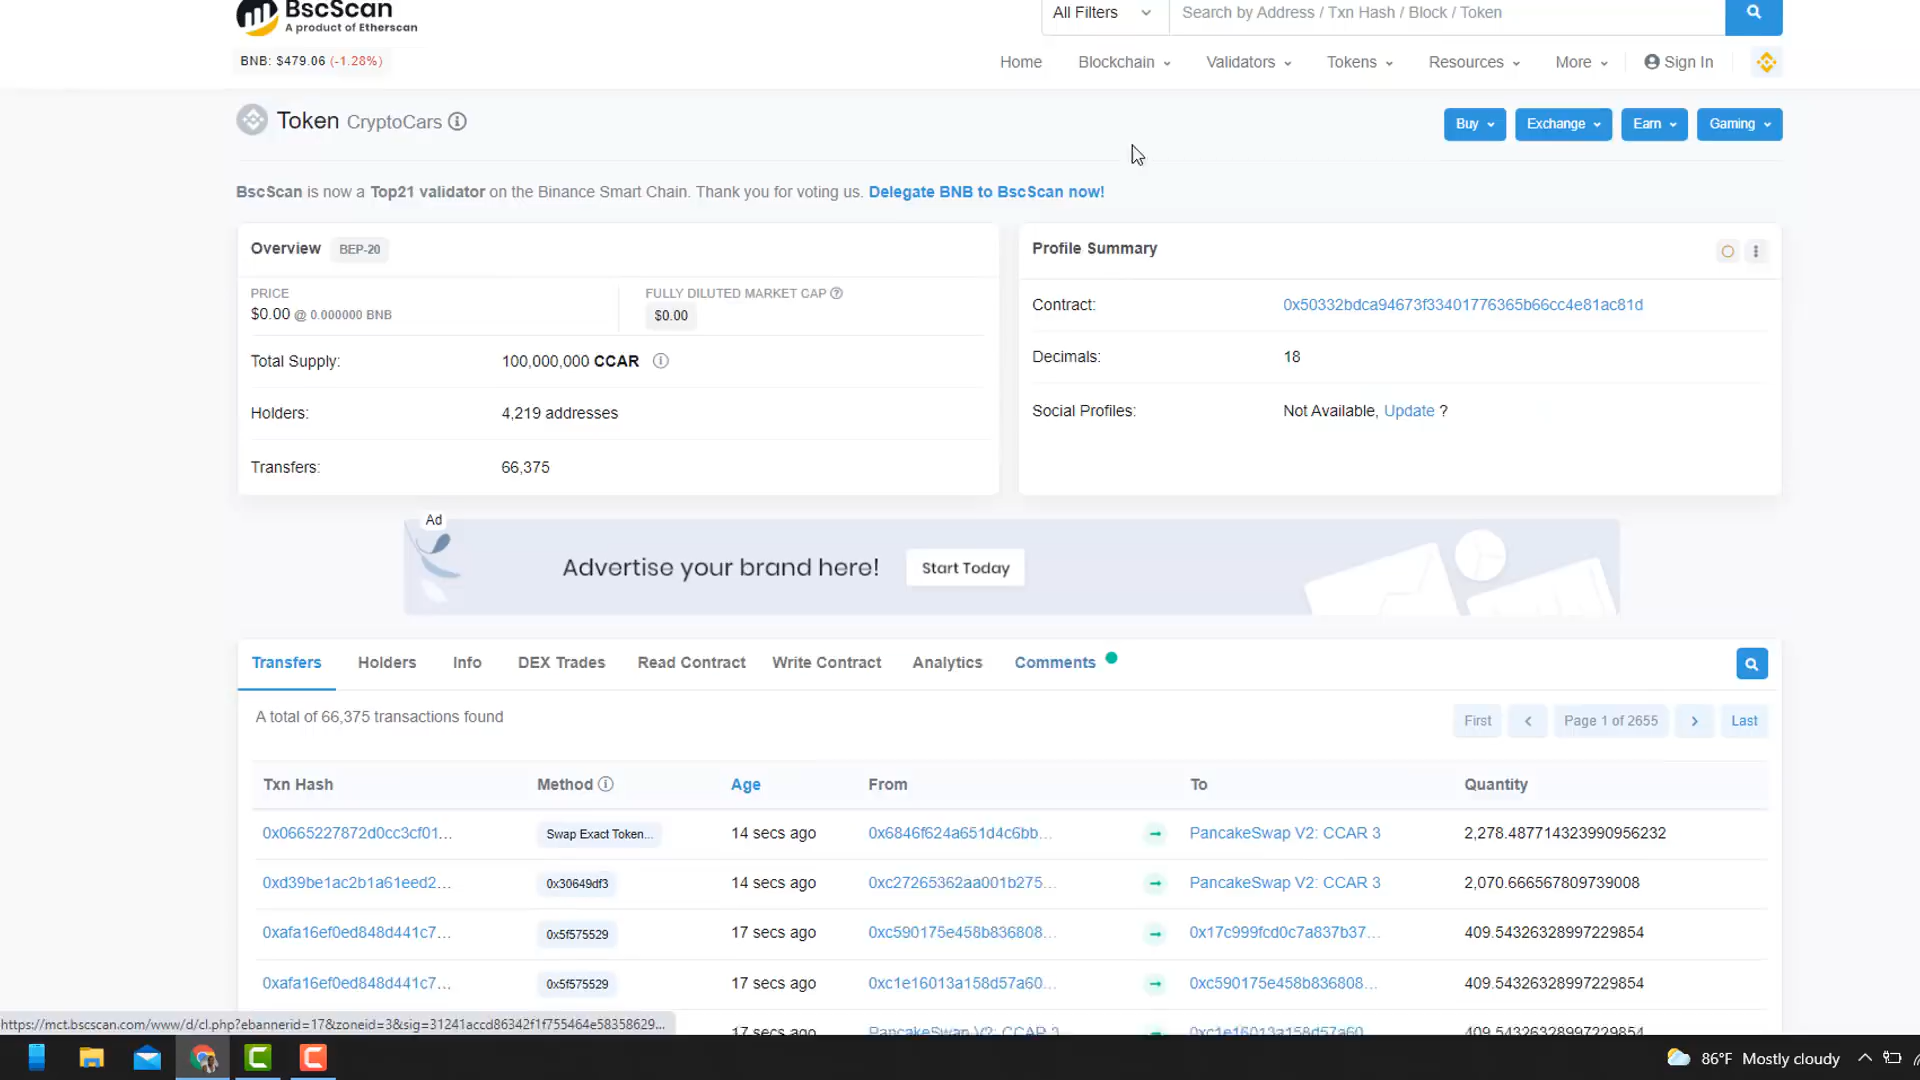 BscScan
A product of Etherscan
All Filters
Search by Address / Txn Hash / Block / Token
BNB: $479.06 (-1.28%)
Home
Blockchain
Validators
Tokens
Resources
More
Sign In
Token CryptoCars
Buy
Exchange
Earn
Gaming
BscScan is now a Top21 validator on the Binance Smart Chain. Thank you for voting us. Delegate BNB to BscScan now!
Overview BEP-20
PRICE
$0.00 @ 0.000000 BNB
FULLY DILUTED MARKET CAP
$0.00
Total Supply: 100,000,000 CCAR
Holders: 4,219 addresses
Transfers: 66,375
Profile Summary
Contract: 0x50332bdca94673f33401776365b66cc4e81ac81d
Decimals: 18
Social Profiles: Not Available, Update ?
Ad
Advertise your brand here! Start Today
Transfers Holders Info DEX Trades Read Contract Write Contract Analytics Comments
A total of 66,375 transactions found
First
Page 1 of 2655
Last
Txn Hash Method Age From To Quantity
0x0665227872d0cc3cf01... Swap Exact Token... 14 secs ago 0x6846f624a651d4c6bb... PancakeSwap V2: CCAR 3 2,278.487714323990956232
0xd39be1ac2b1a61eed2... 0x30649df3 14 secs ago 0xc27265362aa001b275... PancakeSwap V2: CCAR 3 2,070.666567809739008
0xafa16ef0ed848d441c7... 0x5f575529 17 secs ago 0xc590175e458b836808... 0x17c999fcd0c7a837b37... 409.54326328997229854
0xafa16ef0ed848d441c7... 0x5f575529 17 secs ago 0xc1e16013a158d57a60... 0xc590175e458b836808... 409.54326328997229854
17 secs ago PancakeSwap V2: CCAR 3 0xc1e16013a158d57a60 409.54326328997229854
https://mct.bscscan.com/www/d/cl.php?ebannerid=17&zoneid=3&sig=31241accd86342f1f755464e58358629...
86°F Mostly cloudy